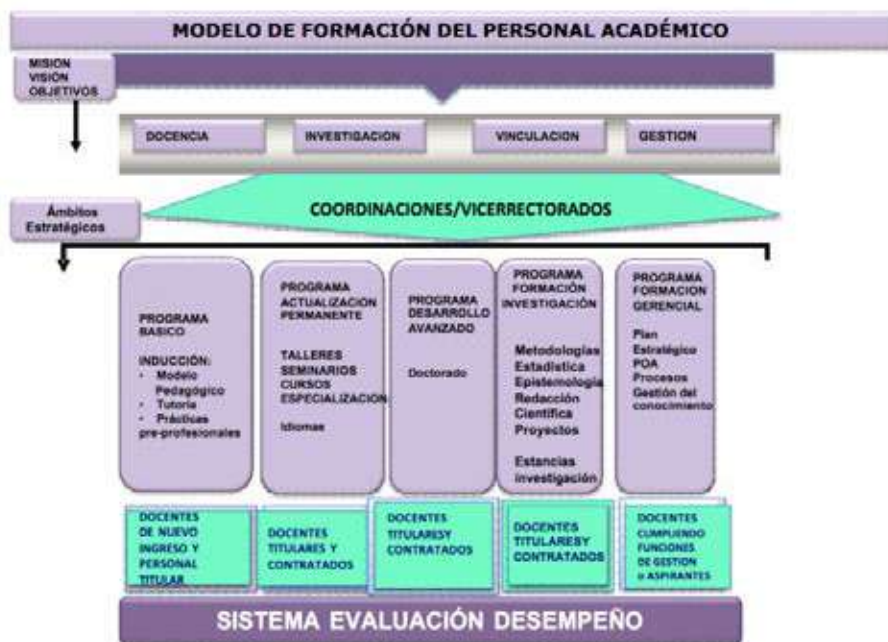 MODELO DE FORMACIÓN DEL PERSONAL ACADÉMICO
MISION
VISIÓN
OBJETIVOS
DOCENCIA
INVESTIGACION
VINCULACION
GESTION
COORDINACIONES/VICERRECTORADOS
Ámbitos
Estratégicos
PROGRAMA
BASICO
INDUCCIÓN:
• Modelo
Pedagógico
• Tutoría
• Prácticas
pre-profesionales
PROGRAMA
ACTUALIZACION
PERMANENTE
TALLERES
SEMINARIOS
CURSOS
ESPECIALIZACION
Idiomas
PROGRAMA
DESARROLLO
AVANZADO
Doctorado
PROGRAMA
FORMACIÓN
INVESTIGACIÓN
Metodologías
Estadística
Epistemología
Redacción
Científica
Proyectos
Estancias
investigación
PROGRAMA
FORMACION
GERENCIAL
Plan
Estratégico
POA
Procesos
Gestión del
conocimiento
DOCENTES
DE NUEVO
INGRESO Y
PERSONAL
TITULAR
DOCENTES
TITULARES Y
CONTRATADOS
DOCENTES
TITULARESY
CONTRATADOS
DOCENTES
TITULARESY
CONTRATADOS
DOCENTES
CUMPLIENDO
FUNCIONES
DE GESTION
o ASPIRANTES
SISTEMA EVALUACIÓN DESEMPEÑO